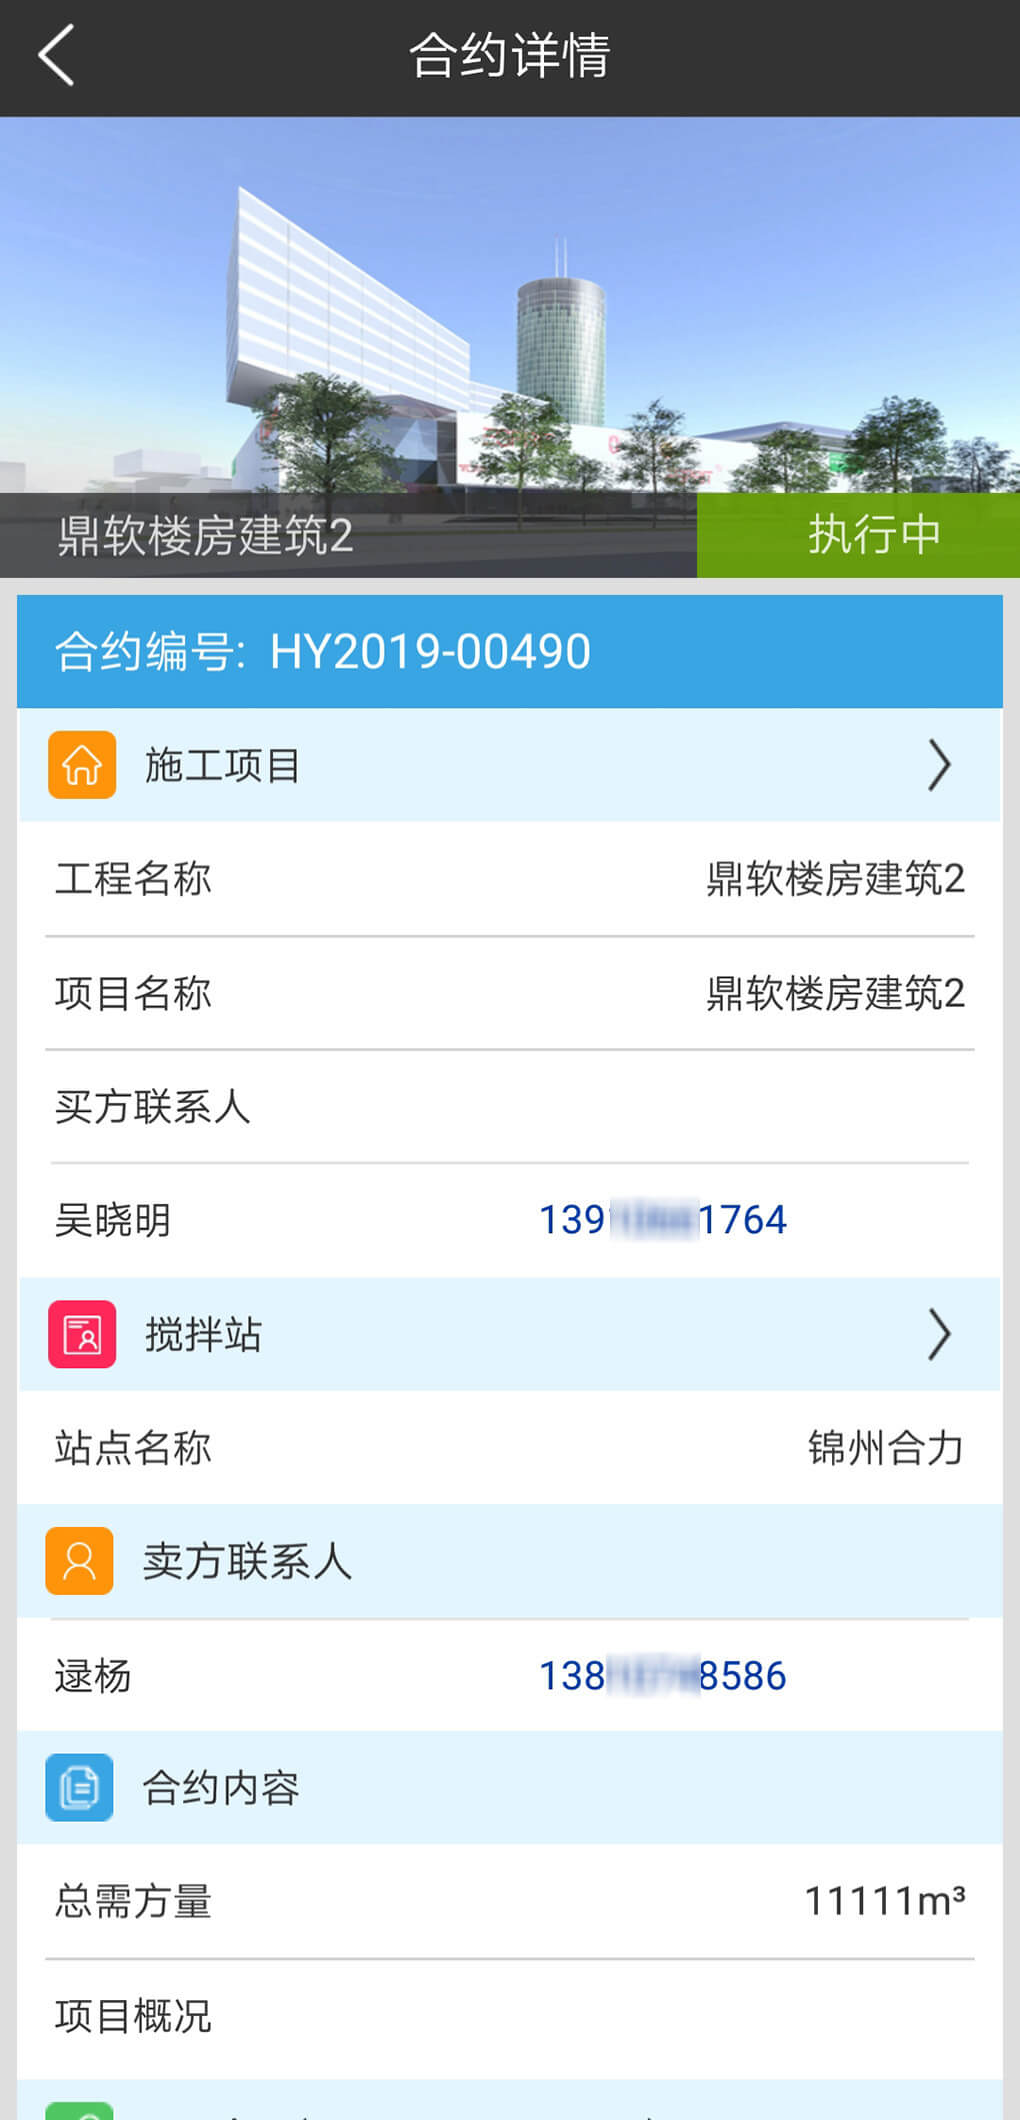 合约详情
鼎软楼房建筑2
执行中
合约编号: HY2019-00490
施工项目
工程名称 鼎软楼房建筑2
项目名称 鼎软楼房建筑2
买方联系人
吴晓明 139 1764
搅拌站
站点名称 锦州合力
卖方联系人
逯杨 138 8586
合约内容
总需方量 11111m³
项目概况